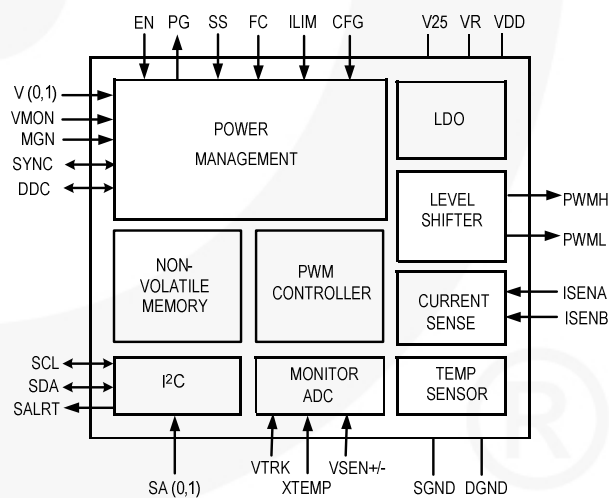 EN PG SS FC ILIM CFG V25 VR VDD
V (0,1)
VMON
MGN
SYNC
DDC
POWER
MANAGEMENT
LDO
LEVEL
SHIFTER
PWMH
PWML
NON-
VOLATILE
MEMORY
PWM
CONTROLLER
CURRENT
SENSE
ISENA
ISENB
SCL
SDA
SALRT
I²C
MONITOR
ADC
TEMP
SENSOR
SA (0,1)
VTRK
XTEMP
VSEN+/-
SGND
DGND
®